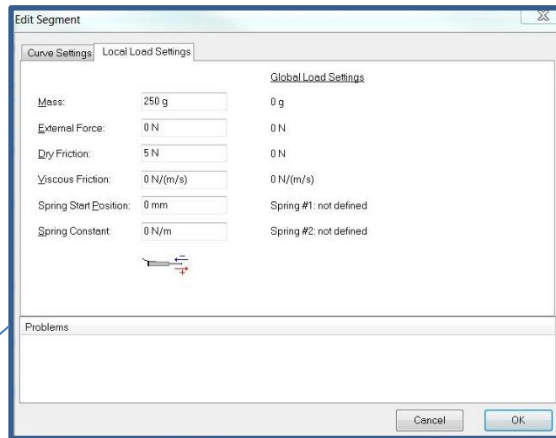 Edit Segment
Curve Settings Local Load Settings
Global Load Settings
Mass: 250 g 0 g
External Force: 0 N 0 N
Dry Friction: 5 N 0 N
Viscous Friction: 0 N/(m/s) 0 N/(m/s)
Spring Start Position: 0 mm Spring #1: not defined
Spring Constant: 0 N/m Spring #2: not defined
Problems
Cancel OK